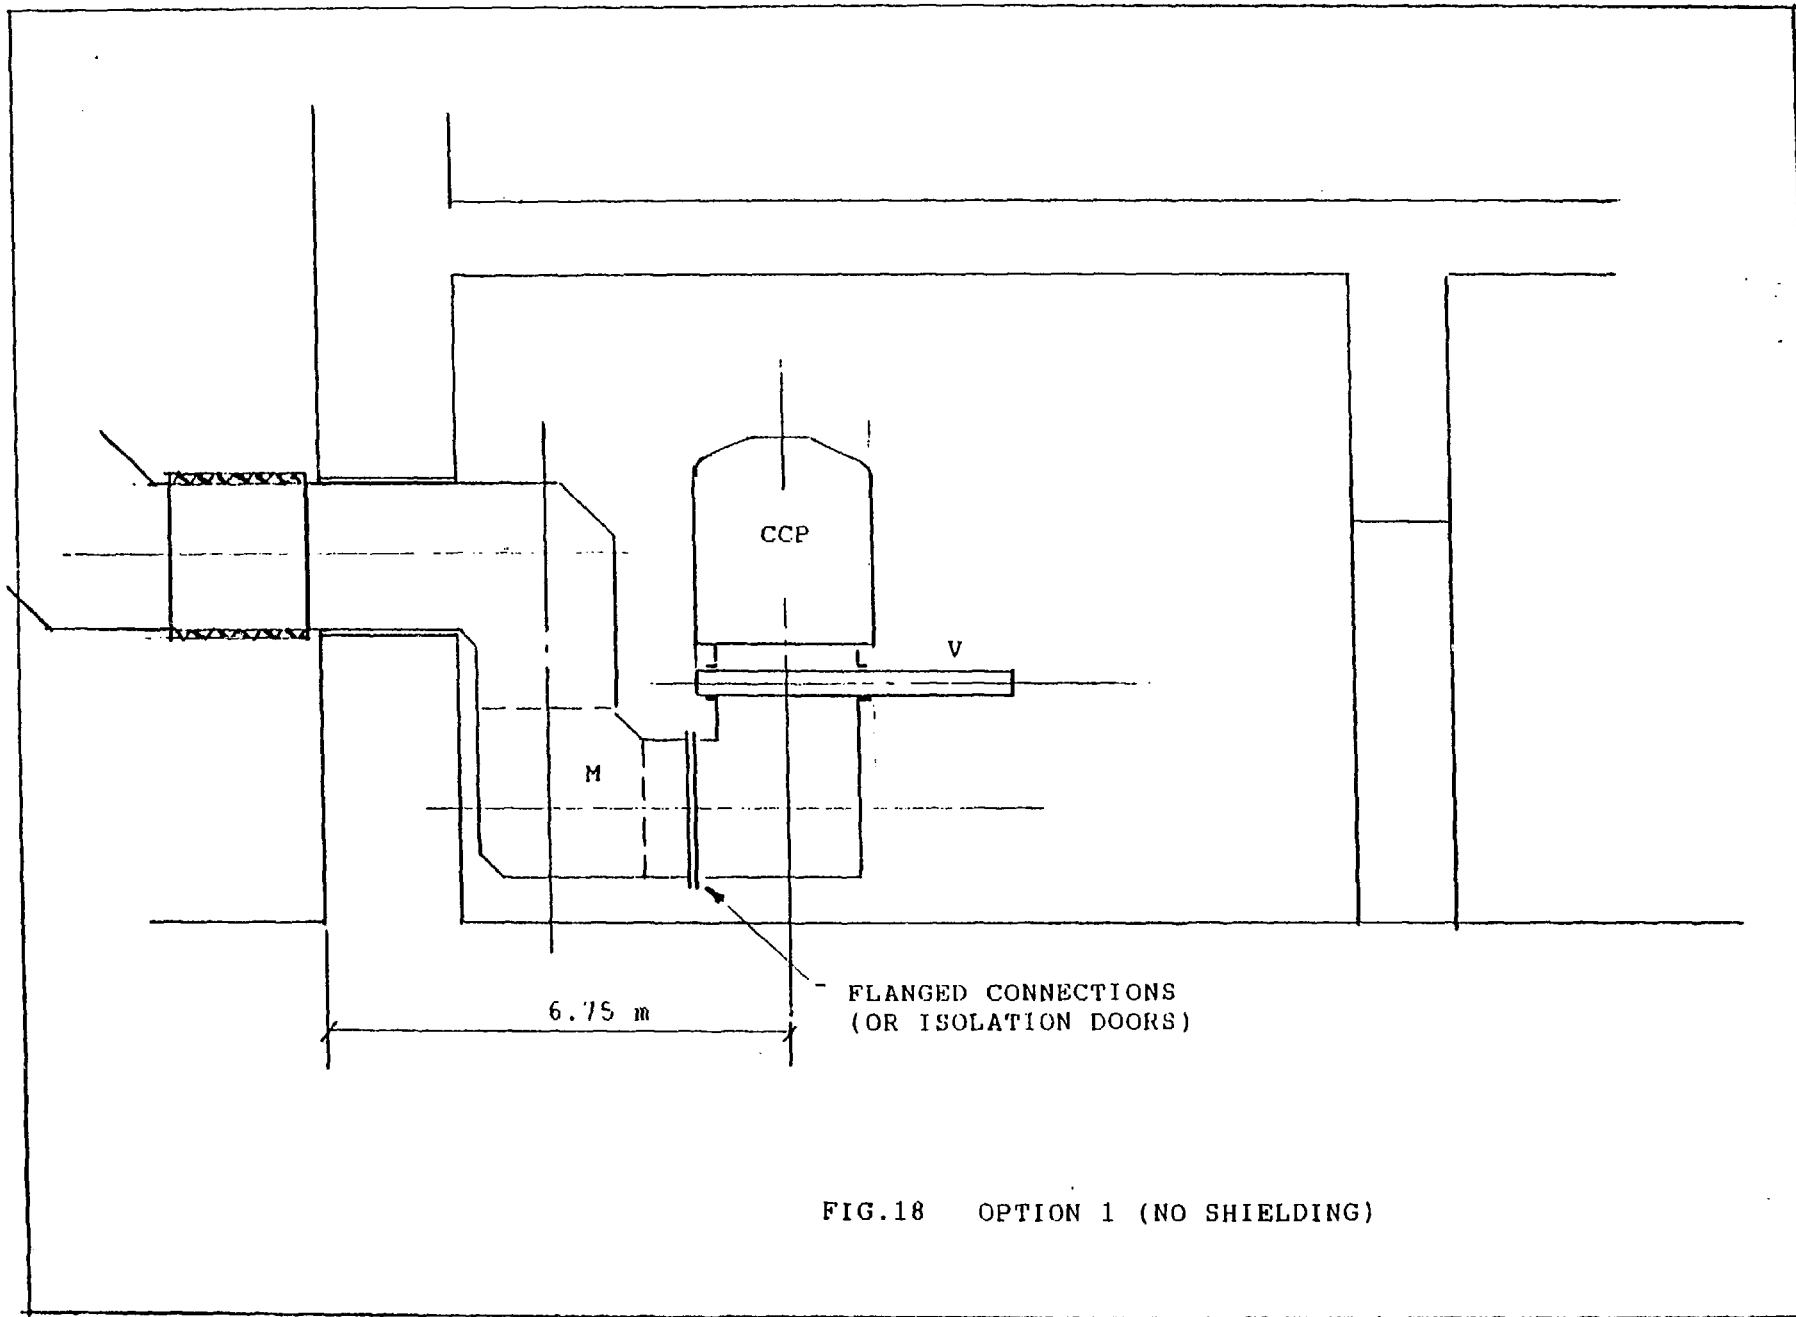 CCP
V
M
6.75 m
FLANGED CONNECTIONS
(OR ISOLATION DOORS)
FIG.18 OPTION 1 (NO SHIELDING)